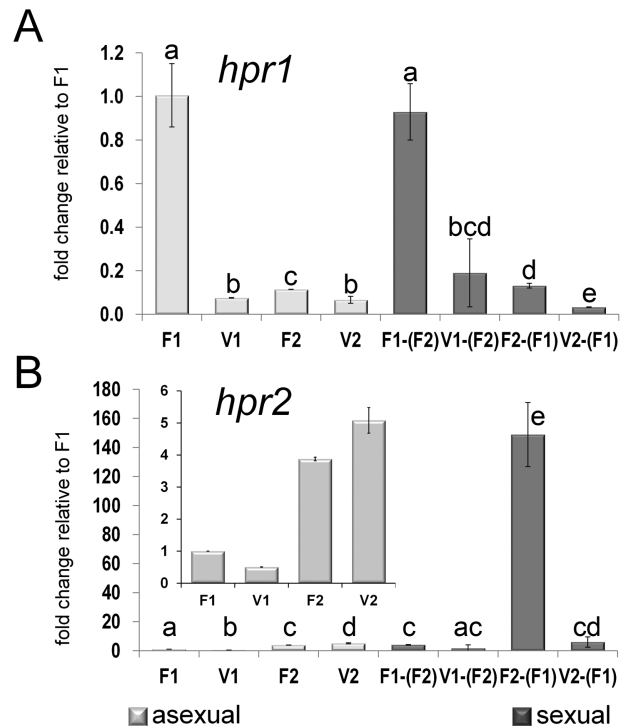 A
hpr1
fold change relative to F1
1.2
1.0
0.8
0.6
0.4
0.2
0.0
a
b
c
b
a
bcd
d
e
F1 V1 F2 V2 F1-(F2) V1-(F2) F2-(F1) V2-(F1)
B
hpr2
fold change relative to F1
180
160
140
120
100
80
60
40
20
0
6
5
4
3
2
1
0
F1 V1 F2 V2
a
b
c
d
c
ac
e
cd
F1 V1 F2 V2 F1-(F2) V1-(F2) F2-(F1) V2-(F1)
asexual
sexual